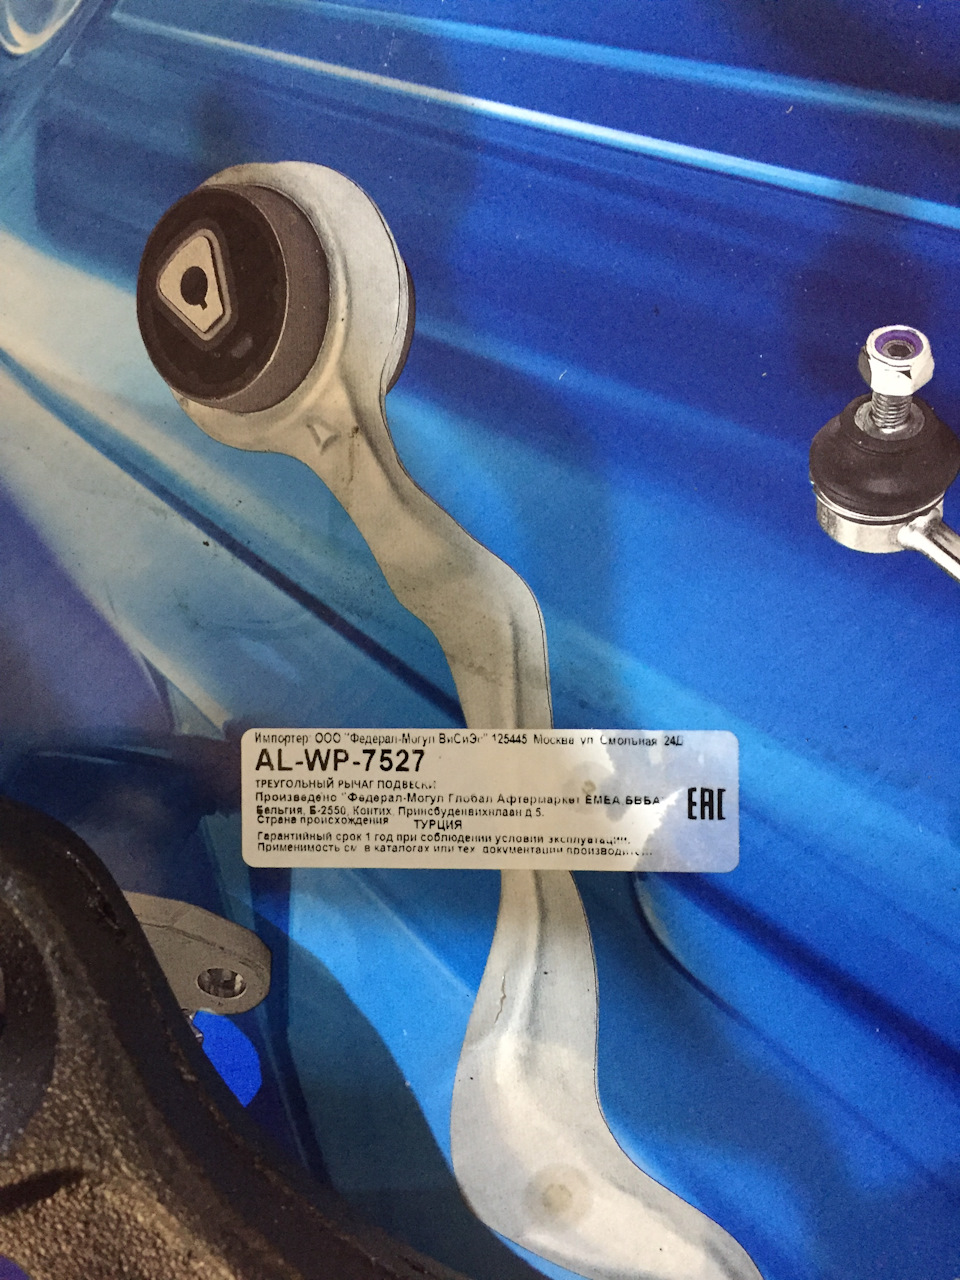 Импортер: ООО "Федерал-Могул ВиСиЭс" 125445 Москва ул Смольная 24Д
AL-WP-7527
ТРЕУГОЛЬНЫЙ РЫЧАГ ПОДВЕСКИ
Произведено "Федерал-Могул Глобал Афтермаркет ЕМЕА БВБА"
EAC
Бельгия, Б-2550, Контих, Принсбуденвихнлаан д.5.
Страна происхождения ТУРЦИЯ
Гарантийный срок 1 год при соблюдении условий эксплуатации.
Применимость см. в каталогах или тех. документации